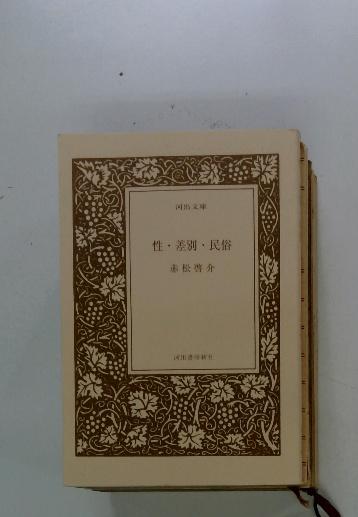 河出文庫
性・差別・民俗
赤松啓介
河出書房新社